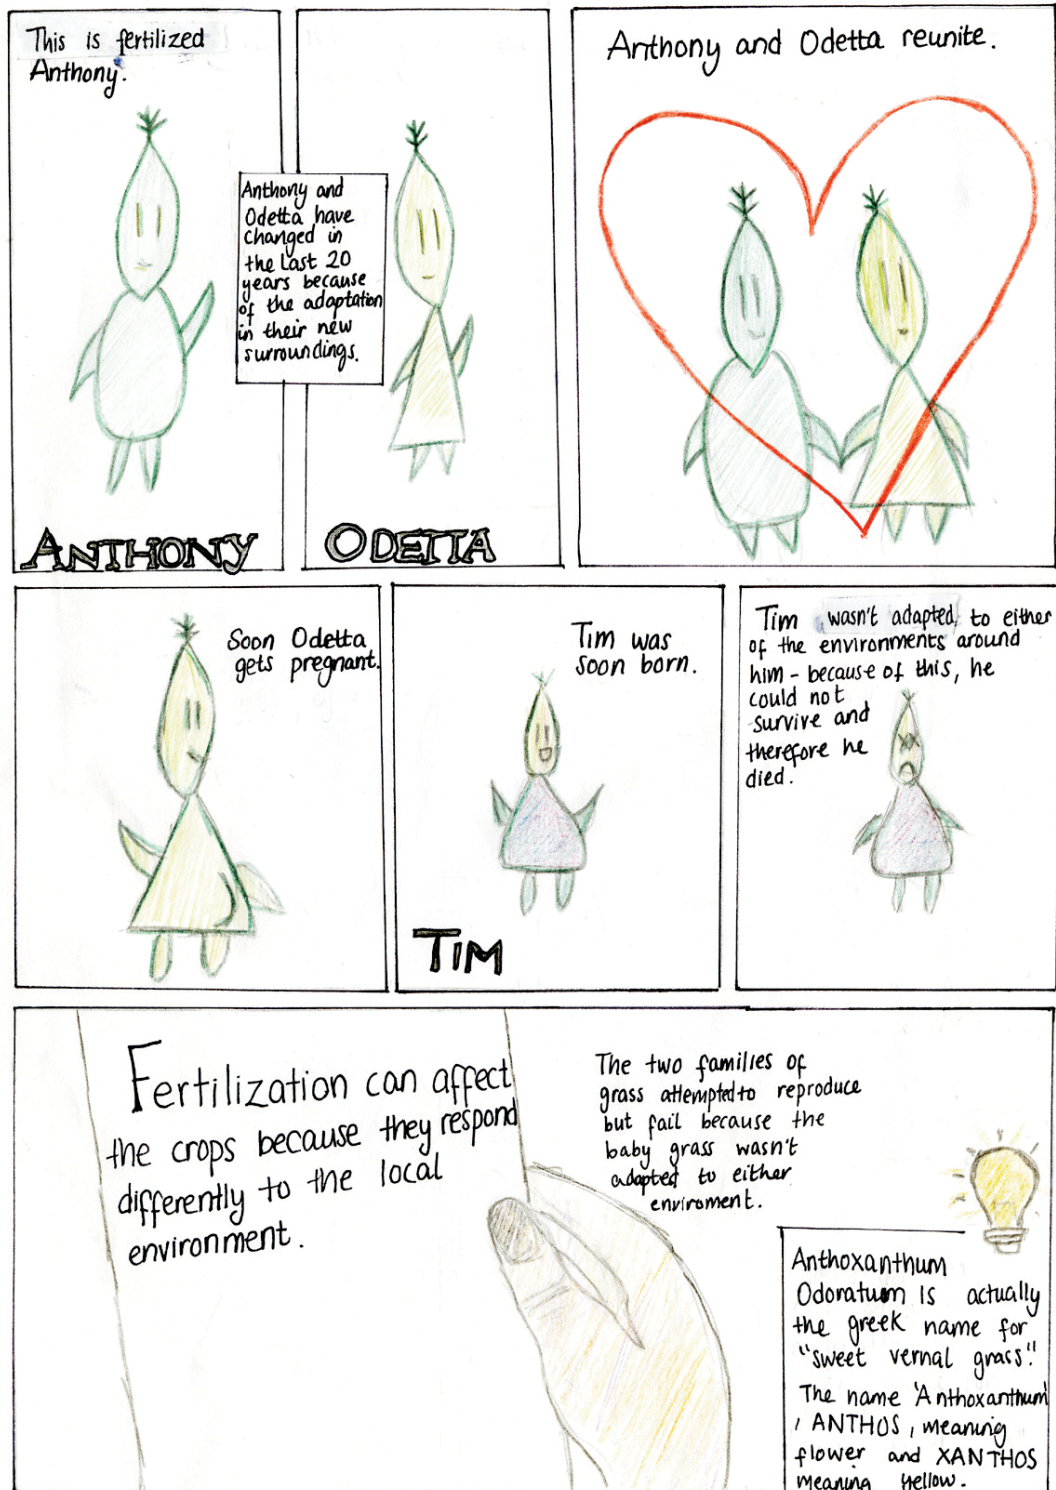 This is fertilized
Anthony.
ANTHONY
Anthony and
Odetta have
changed in
the last 20
years because
of the adaptation
in their new
surroundings.
ODETTA
Anthony and Odetta reunite.
Soon Odetta
gets pregnant.
Tim was
soon born.
TIM
Tim wasn't adapted to either
of the environments around
him - because of this, he
could not
survive and
therefore he
died.
Fertilization can affect
the crops because they respond
differently to the local
environment.
The two families of
grass attempted to reproduce
but fail because the
baby grass wasn't
adapted to either
enviroment.
Anthoxanthum
Odoratum is actually
the greek name for
"sweet vernal grass."
The name 'Anthoxanthum'
, ANTHOS, meaning
flower and XANTHOS
meaning yellow.